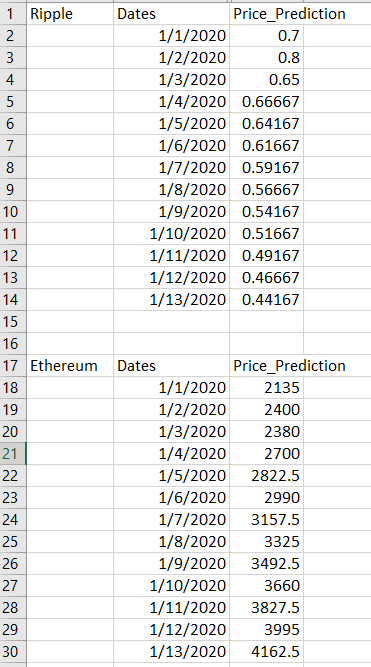 1 Ripple Dates Price_Prediction
2 1/1/2020 0.7
3 1/2/2020 0.8
4 1/3/2020 0.65
5 1/4/2020 0.66667
6 1/5/2020 0.64167
7 1/6/2020 0.61667
8 1/7/2020 0.59167
9 1/8/2020 0.56667
10 1/9/2020 0.54167
11 1/10/2020 0.51667
12 1/11/2020 0.49167
13 1/12/2020 0.46667
14 1/13/2020 0.44167
15
16
17 Ethereum Dates Price_Prediction
18 1/1/2020 2135
19 1/2/2020 2400
20 1/3/2020 2380
21 1/4/2020 2700
22 1/5/2020 2822.5
23 1/6/2020 2990
24 1/7/2020 3157.5
25 1/8/2020 3325
26 1/9/2020 3492.5
27 1/10/2020 3660
28 1/11/2020 3827.5
29 1/12/2020 3995
30 1/13/2020 4162.5